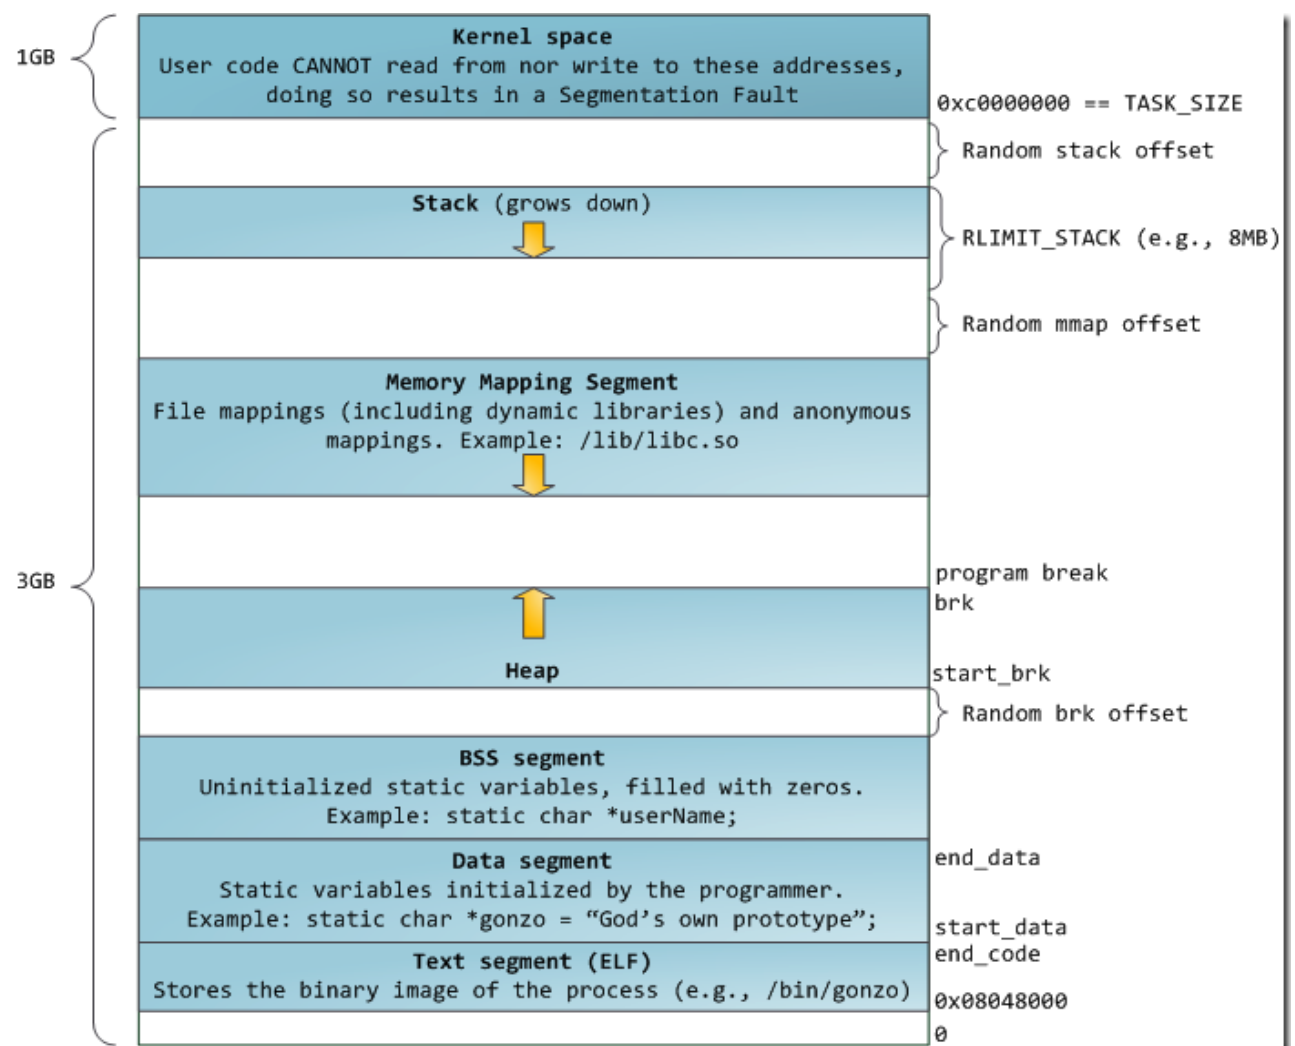 Kernel space
1GB
User code CANNOT read from nor write to these addresses,
doing so results in a Segmentation Fault
0xc0000000 == TASK_SIZE
Random stack offset
Stack (grows down)
RLIMIT_STACK (e.g., 8MB)
Random mmap offset
Memory Mapping Segment
File mappings (including dynamic libraries) and anonymous
mappings. Example: /lib/libc.so
3GB
program break
brk
Heap
start_brk
Random brk offset
BSS segment
Uninitialized static variables, filled with zeros.
Example: static char *userName;
Data segment
end_data
Static variables initialized by the programmer.
Example: static char *gonzo = “God’s own prototype”;
start_data
end_code
Text segment (ELF)
Stores the binary image of the process (e.g., /bin/gonzo)
0x08048000
0